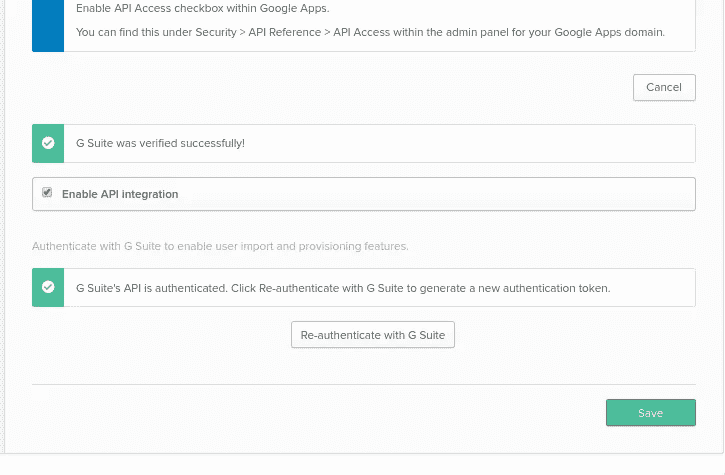 Enable API Access checkbox within Google Apps.
You can find this under Security > API Reference > API Access within the admin panel for your Google Apps domain.
Cancel
G Suite was verified successfully!
Enable API integration
Authenticate with G Suite to enable user import and provisioning features.
G Suite's API is authenticated. Click Re-authenticate with G Suite to generate a new authentication token.
Re-authenticate with G Suite
Save